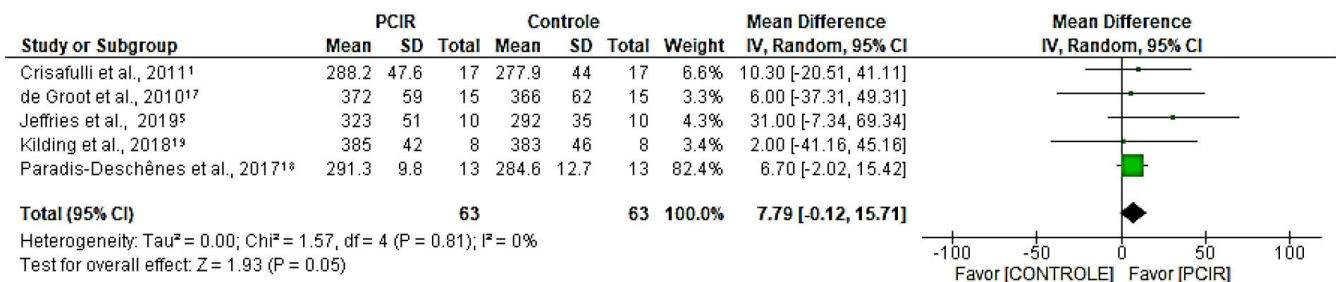 PCIR Controle Mean Difference Mean Difference
Study or Subgroup Mean SD Total Mean SD Total Weight IV, Random, 95% CI IV, Random, 95% CI
Crisafulli et al., 2011¹ 288.2 47.6 17 277.9 44 17 6.6% 10.30 [-20.51, 41.11]
de Groot et al., 2010¹⁷ 372 59 15 366 62 15 3.3% 6.00 [-37.31, 49.31]
Jeffries et al., 2019⁵ 323 51 10 292 35 10 4.3% 31.00 [-7.34, 69.34]
Kilding et al., 2018¹⁹ 385 42 8 383 46 8 3.4% 2.00 [-41.16, 45.16]
Paradis-Deschênes et al., 2017¹⁸ 291.3 9.8 13 284.6 12.7 13 82.4% 6.70 [-2.02, 15.42]
Total (95% CI) 63 63 100.0% 7.79 [-0.12, 15.71]
Heterogeneity: Tau² = 0.00; Chi² = 1.57, df = 4 (P = 0.81); I² = 0%
Test for overall effect: Z = 1.93 (P = 0.05)
-100 -50 0 50 100
Favor [CONTROLE] Favor [PCIR]